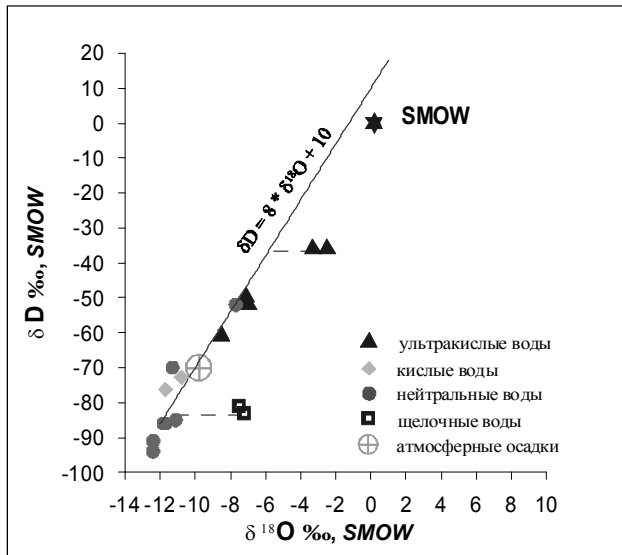 20
10
0
-10
-20
-30
-40
-50
-60
-70
-80
-90
-100
δ D ‰, SMOW
SMOW
δD = 8 * δ¹⁸O + 10
ультракислые воды
кислые воды
нейтральные воды
щелочные воды
атмосферные осадки
-14 -12 -10 -8 -6 -4 -2 0 2 4 6 8 10
δ ¹⁸O ‰, SMOW